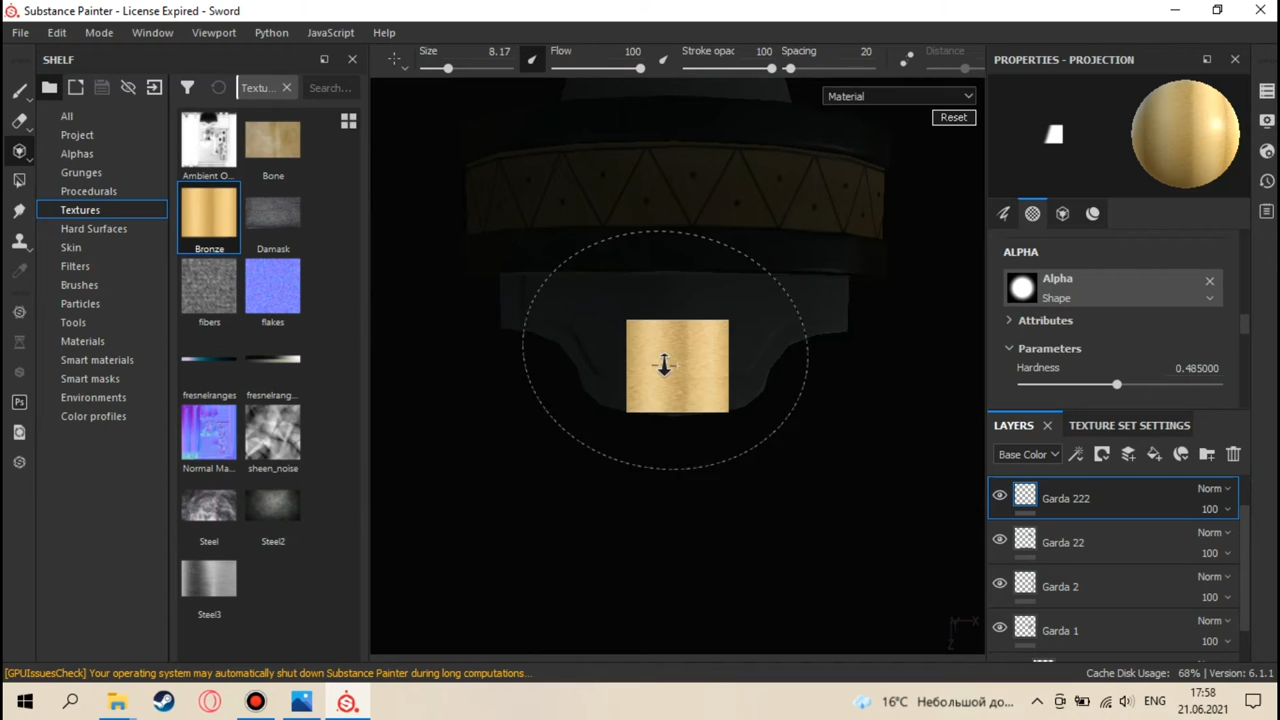 Substance Painter - License Expired - Sword
File Edit Mode Window Viewport Python JavaScript Help
SHELF
Size 8.17
Flow 100
Stroke opac 100
Spacing 20
Distance
PROPERTIES - PROJECTION
Textu...
Search...
Material
Reset
All
Project
Alphas
Grunges
Procedurals
Textures
Hard Surfaces
Skin
Filters
Brushes
Particles
Tools
Materials
Smart materials
Smart masks
Environments
Color profiles
Ambient O...
Bone
Bronze
Damask
fibers
flakes
fresnelranges
fresnelrang...
Normal Ma...
sheen_noise
Steel
Steel2
Steel3
ALPHA
Alpha
Shape
Attributes
Parameters
Hardness 0.485000
LAYERS
TEXTURE SET SETTINGS
Base Color
Garda 222
Norm
100
Garda 22
Norm
100
Garda 2
Norm
100
Garda 1
Norm
100
[GPUIssuesCheck] Your operating system may automatically shut down Substance Painter during long computations...
Cache Disk Usage: 68% | Version: 6.1.1
Ps
Y X
Z
16°C Небольшой до...
ENG
17:58
21.06.2021